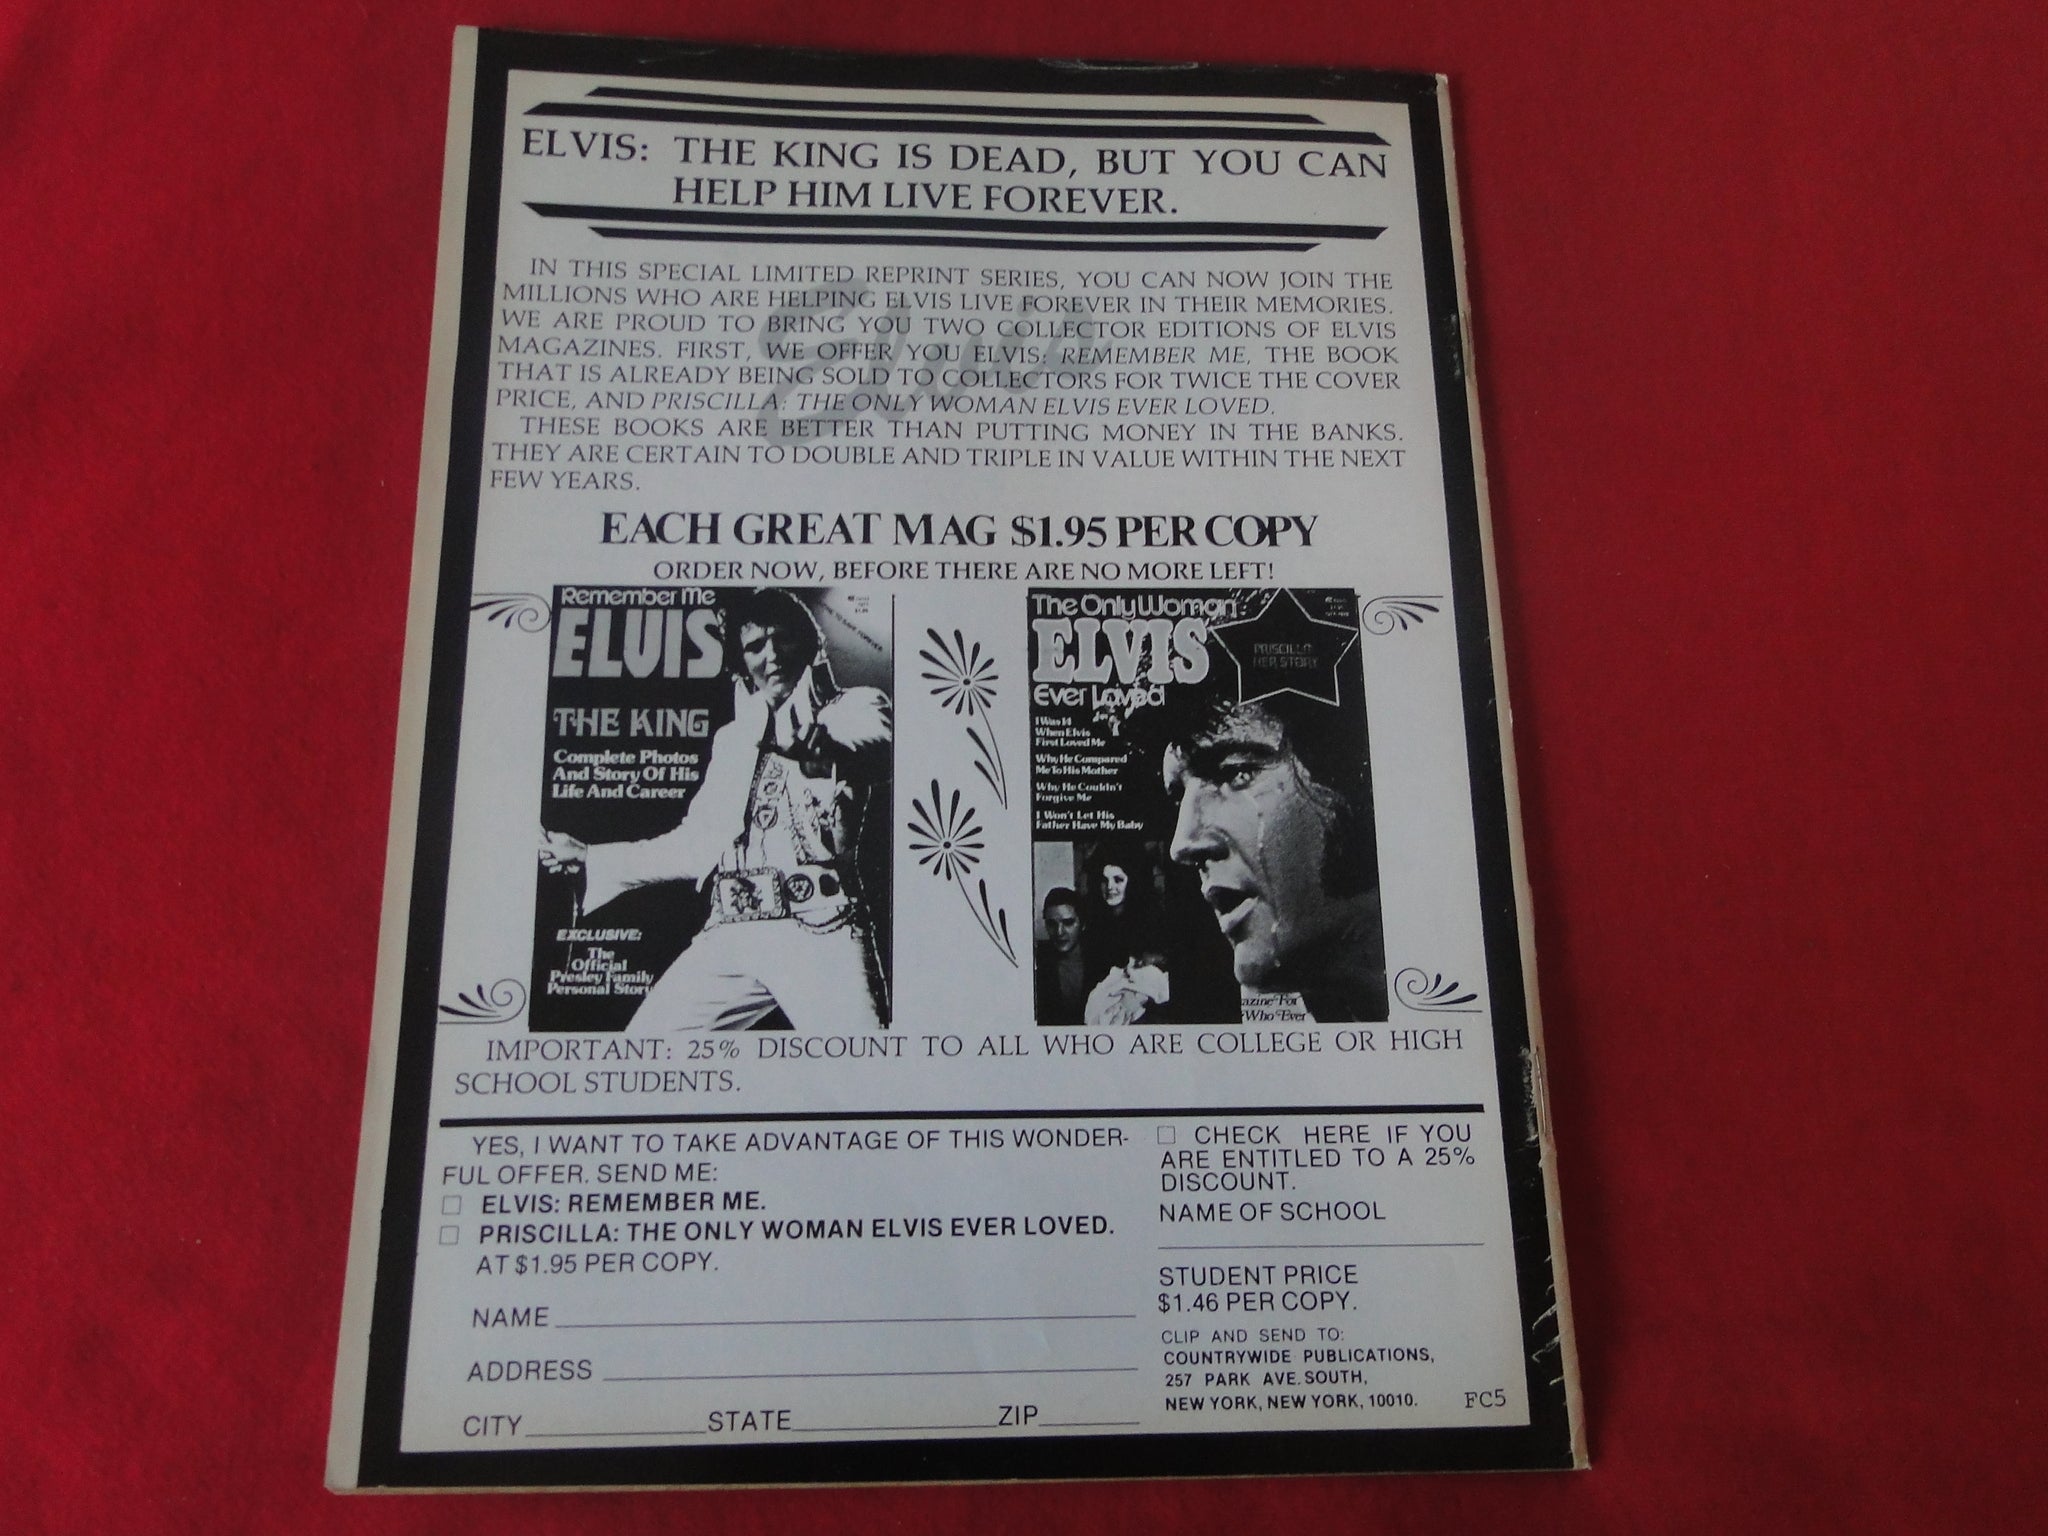 ELVIS: THE KING IS DEAD, BUT YOU CAN
HELP HIM LIVE FOREVER.
IN THIS SPECIAL LIMITED REPRINT SERIES, YOU CAN NOW JOIN THE
MILLIONS WHO ARE HELPING ELVIS LIVE FOREVER IN THEIR MEMORIES.
WE ARE PROUD TO BRING YOU TWO COLLECTOR EDITIONS OF ELVIS
MAGAZINES. FIRST, WE OFFER YOU ELVIS: REMEMBER ME, THE BOOK
THAT IS ALREADY BEING SOLD TO COLLECTORS FOR TWICE THE COVER
PRICE, AND PRISCILLA: THE ONLY WOMAN ELVIS EVER LOVED.
THESE BOOKS ARE BETTER THAN PUTTING MONEY IN THE BANKS.
THEY ARE CERTAIN TO DOUBLE AND TRIPLE IN VALUE WITHIN THE NEXT
FEW YEARS.
Elvis
EACH GREAT MAG $1.95 PER COPY
ORDER NOW, BEFORE THERE ARE NO MORE LEFT!
Remember Me
ELVIS
THE KING
Complete Photos
And Story Of His
Life And Career
EXCLUSIVE:
The
Official
Presley Family
Personal Story
The Only Woman
ELVIS
Ever Loved
PRISCILLA
HER STORY
I Was 14
When Elvis
First Loved Me
Why He Compared
Me To His Mother
Why He Couldn't
Forgive Me
I Won't Let His
Father Have My Baby
azine For
Who Ever
IMPORTANT: 25% DISCOUNT TO ALL WHO ARE COLLEGE OR HIGH
SCHOOL STUDENTS.
YES, I WANT TO TAKE ADVANTAGE OF THIS WONDER-
FUL OFFER. SEND ME:
ELVIS: REMEMBER ME.
PRISCILLA: THE ONLY WOMAN ELVIS EVER LOVED.
AT $1.95 PER COPY.
NAME
ADDRESS
CITY STATE ZIP
CHECK HERE IF YOU
ARE ENTITLED TO A 25%
DISCOUNT.
NAME OF SCHOOL
STUDENT PRICE
$1.46 PER COPY.
CLIP AND SEND TO:
COUNTRYWIDE PUBLICATIONS,
257 PARK AVE. SOUTH,
NEW YORK, NEW YORK, 10010.
FC5